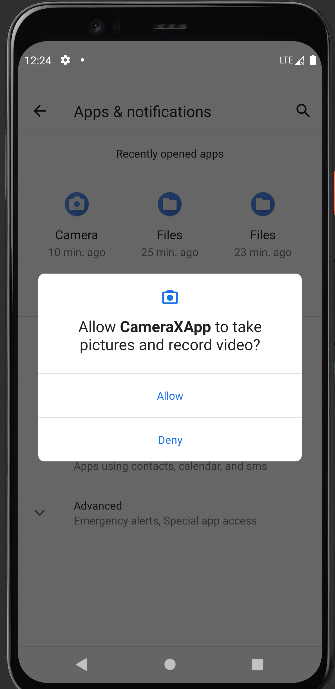 12:24
LTE
Apps & notifications
Recently opened apps
Camera
Files
Files
10 min. ago
25 min. ago
23 min. ago
Allow CameraXApp to take
pictures and record video?
Allow
Deny
Apps using contacts, calendar, and sms
Advanced
Emergency alerts, Special app access